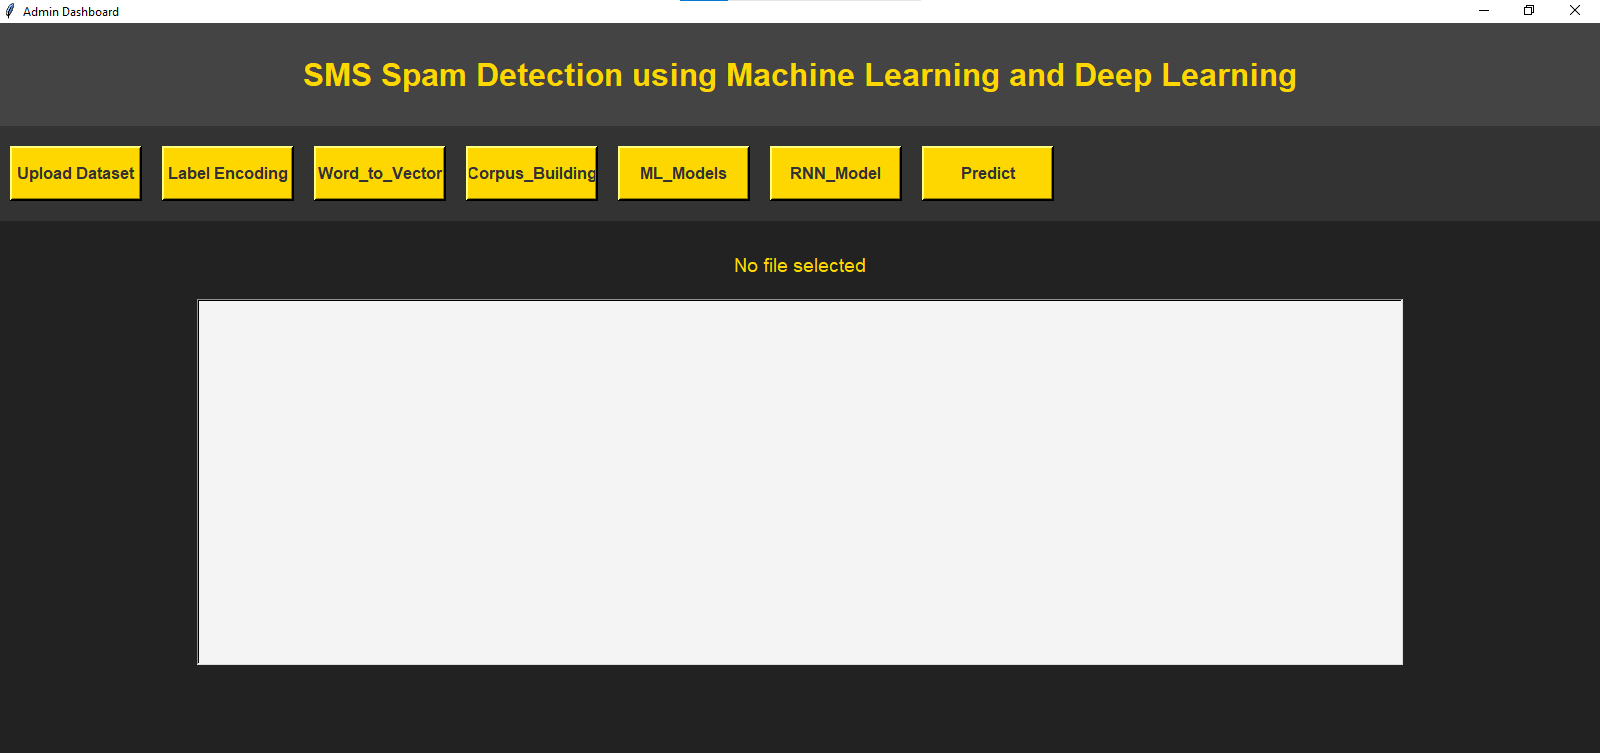 Admin Dashboard
SMS Spam Detection using Machine Learning and Deep Learning
Upload Dataset
Label Encoding
Word_to_Vector
Corpus_Building
ML_Models
RNN_Model
Predict
No file selected